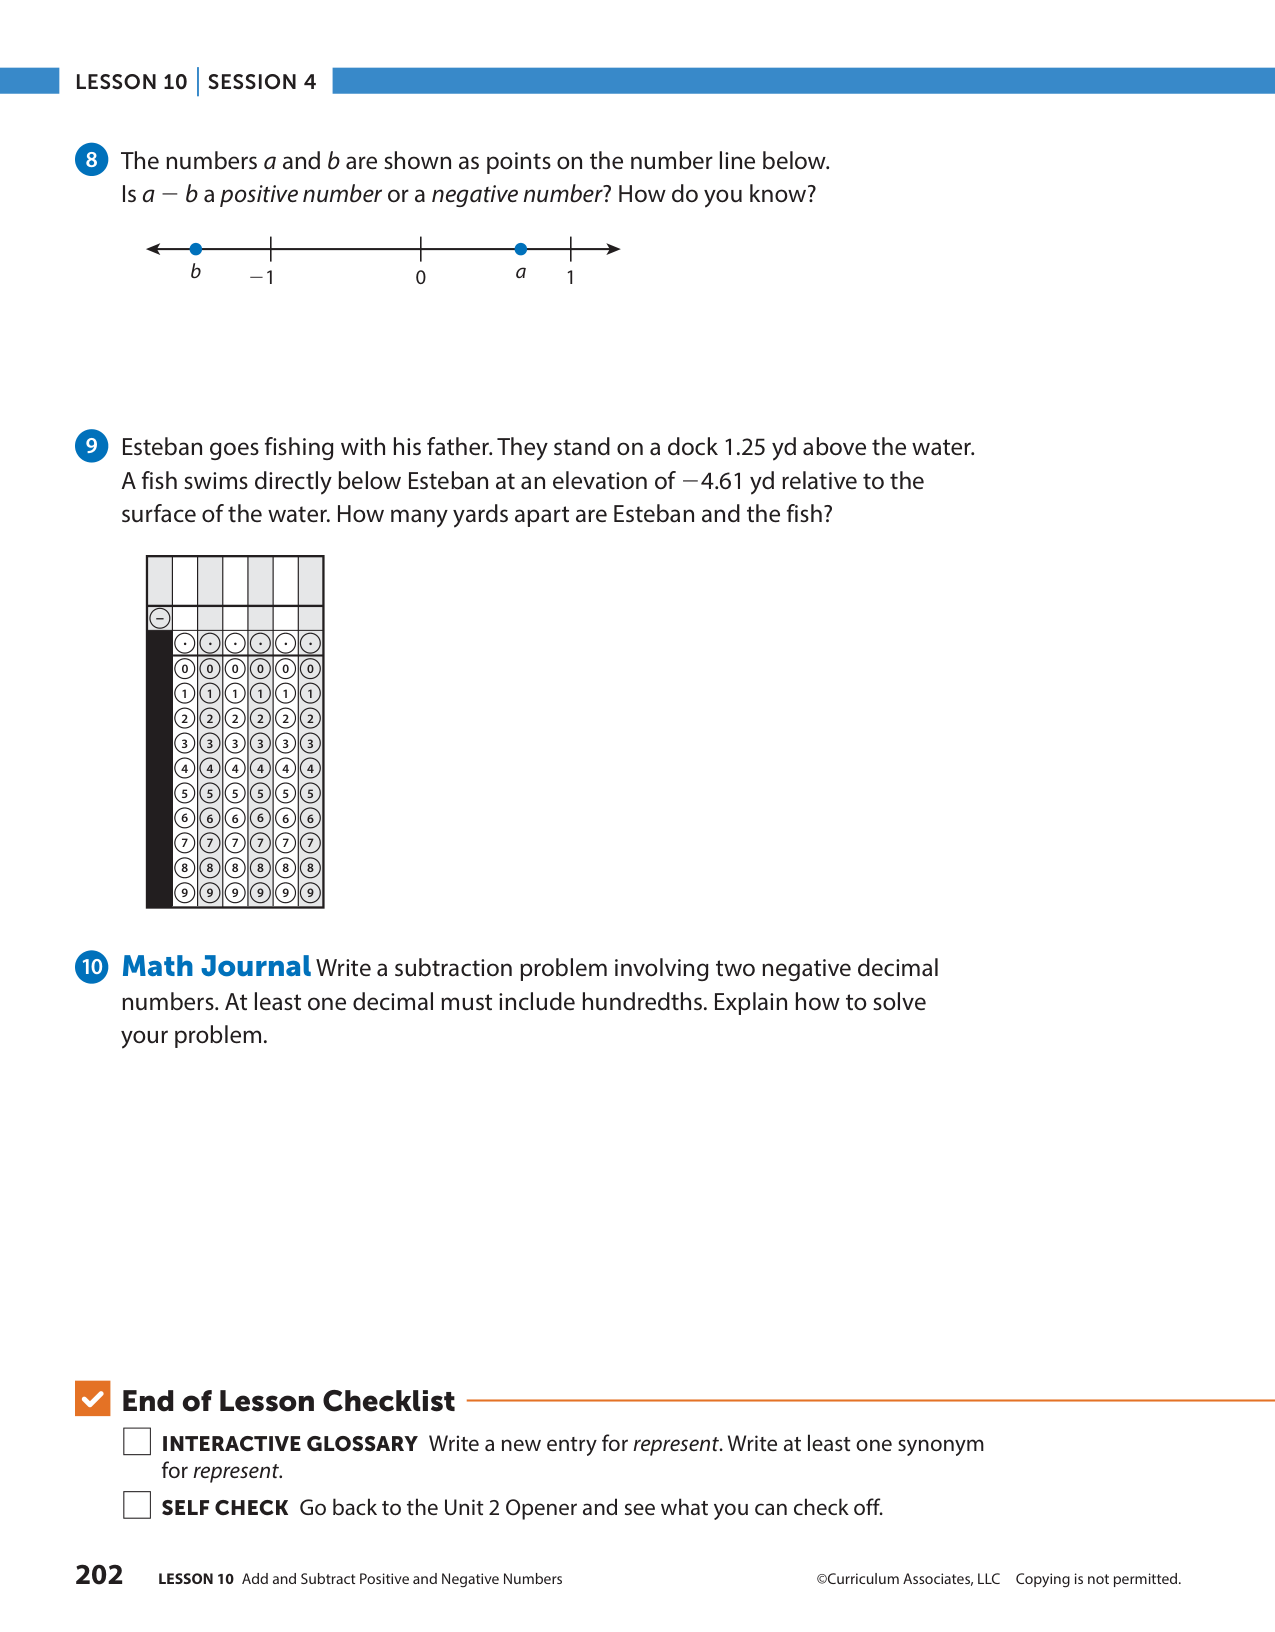 LESSON 10 | SESSION 4
8 The numbers a and b are shown as points on the number line below.
Is a − b a positive number or a negative number? How do you know?
b −1 0 a 1
9 Esteban goes fishing with his father. They stand on a dock 1.25 yd above the water.
A fish swims directly below Esteban at an elevation of −4.61 yd relative to the
surface of the water. How many yards apart are Esteban and the fish?
−
· · · · · ·
0 0 0 0 0 0
1 1 1 1 1 1
2 2 2 2 2 2
3 3 3 3 3 3
4 4 4 4 4 4
5 5 5 5 5 5
6 6 6 6 6 6
7 7 7 7 7 7
8 8 8 8 8 8
9 9 9 9 9 9
10 Math Journal Write a subtraction problem involving two negative decimal
numbers. At least one decimal must include hundredths. Explain how to solve
your problem.
End of Lesson Checklist
INTERACTIVE GLOSSARY Write a new entry for represent. Write at least one synonym
for represent.
SELF CHECK Go back to the Unit 2 Opener and see what you can check off.
202 LESSON 10 Add and Subtract Positive and Negative Numbers ©Curriculum Associates, LLC Copying is not permitted.